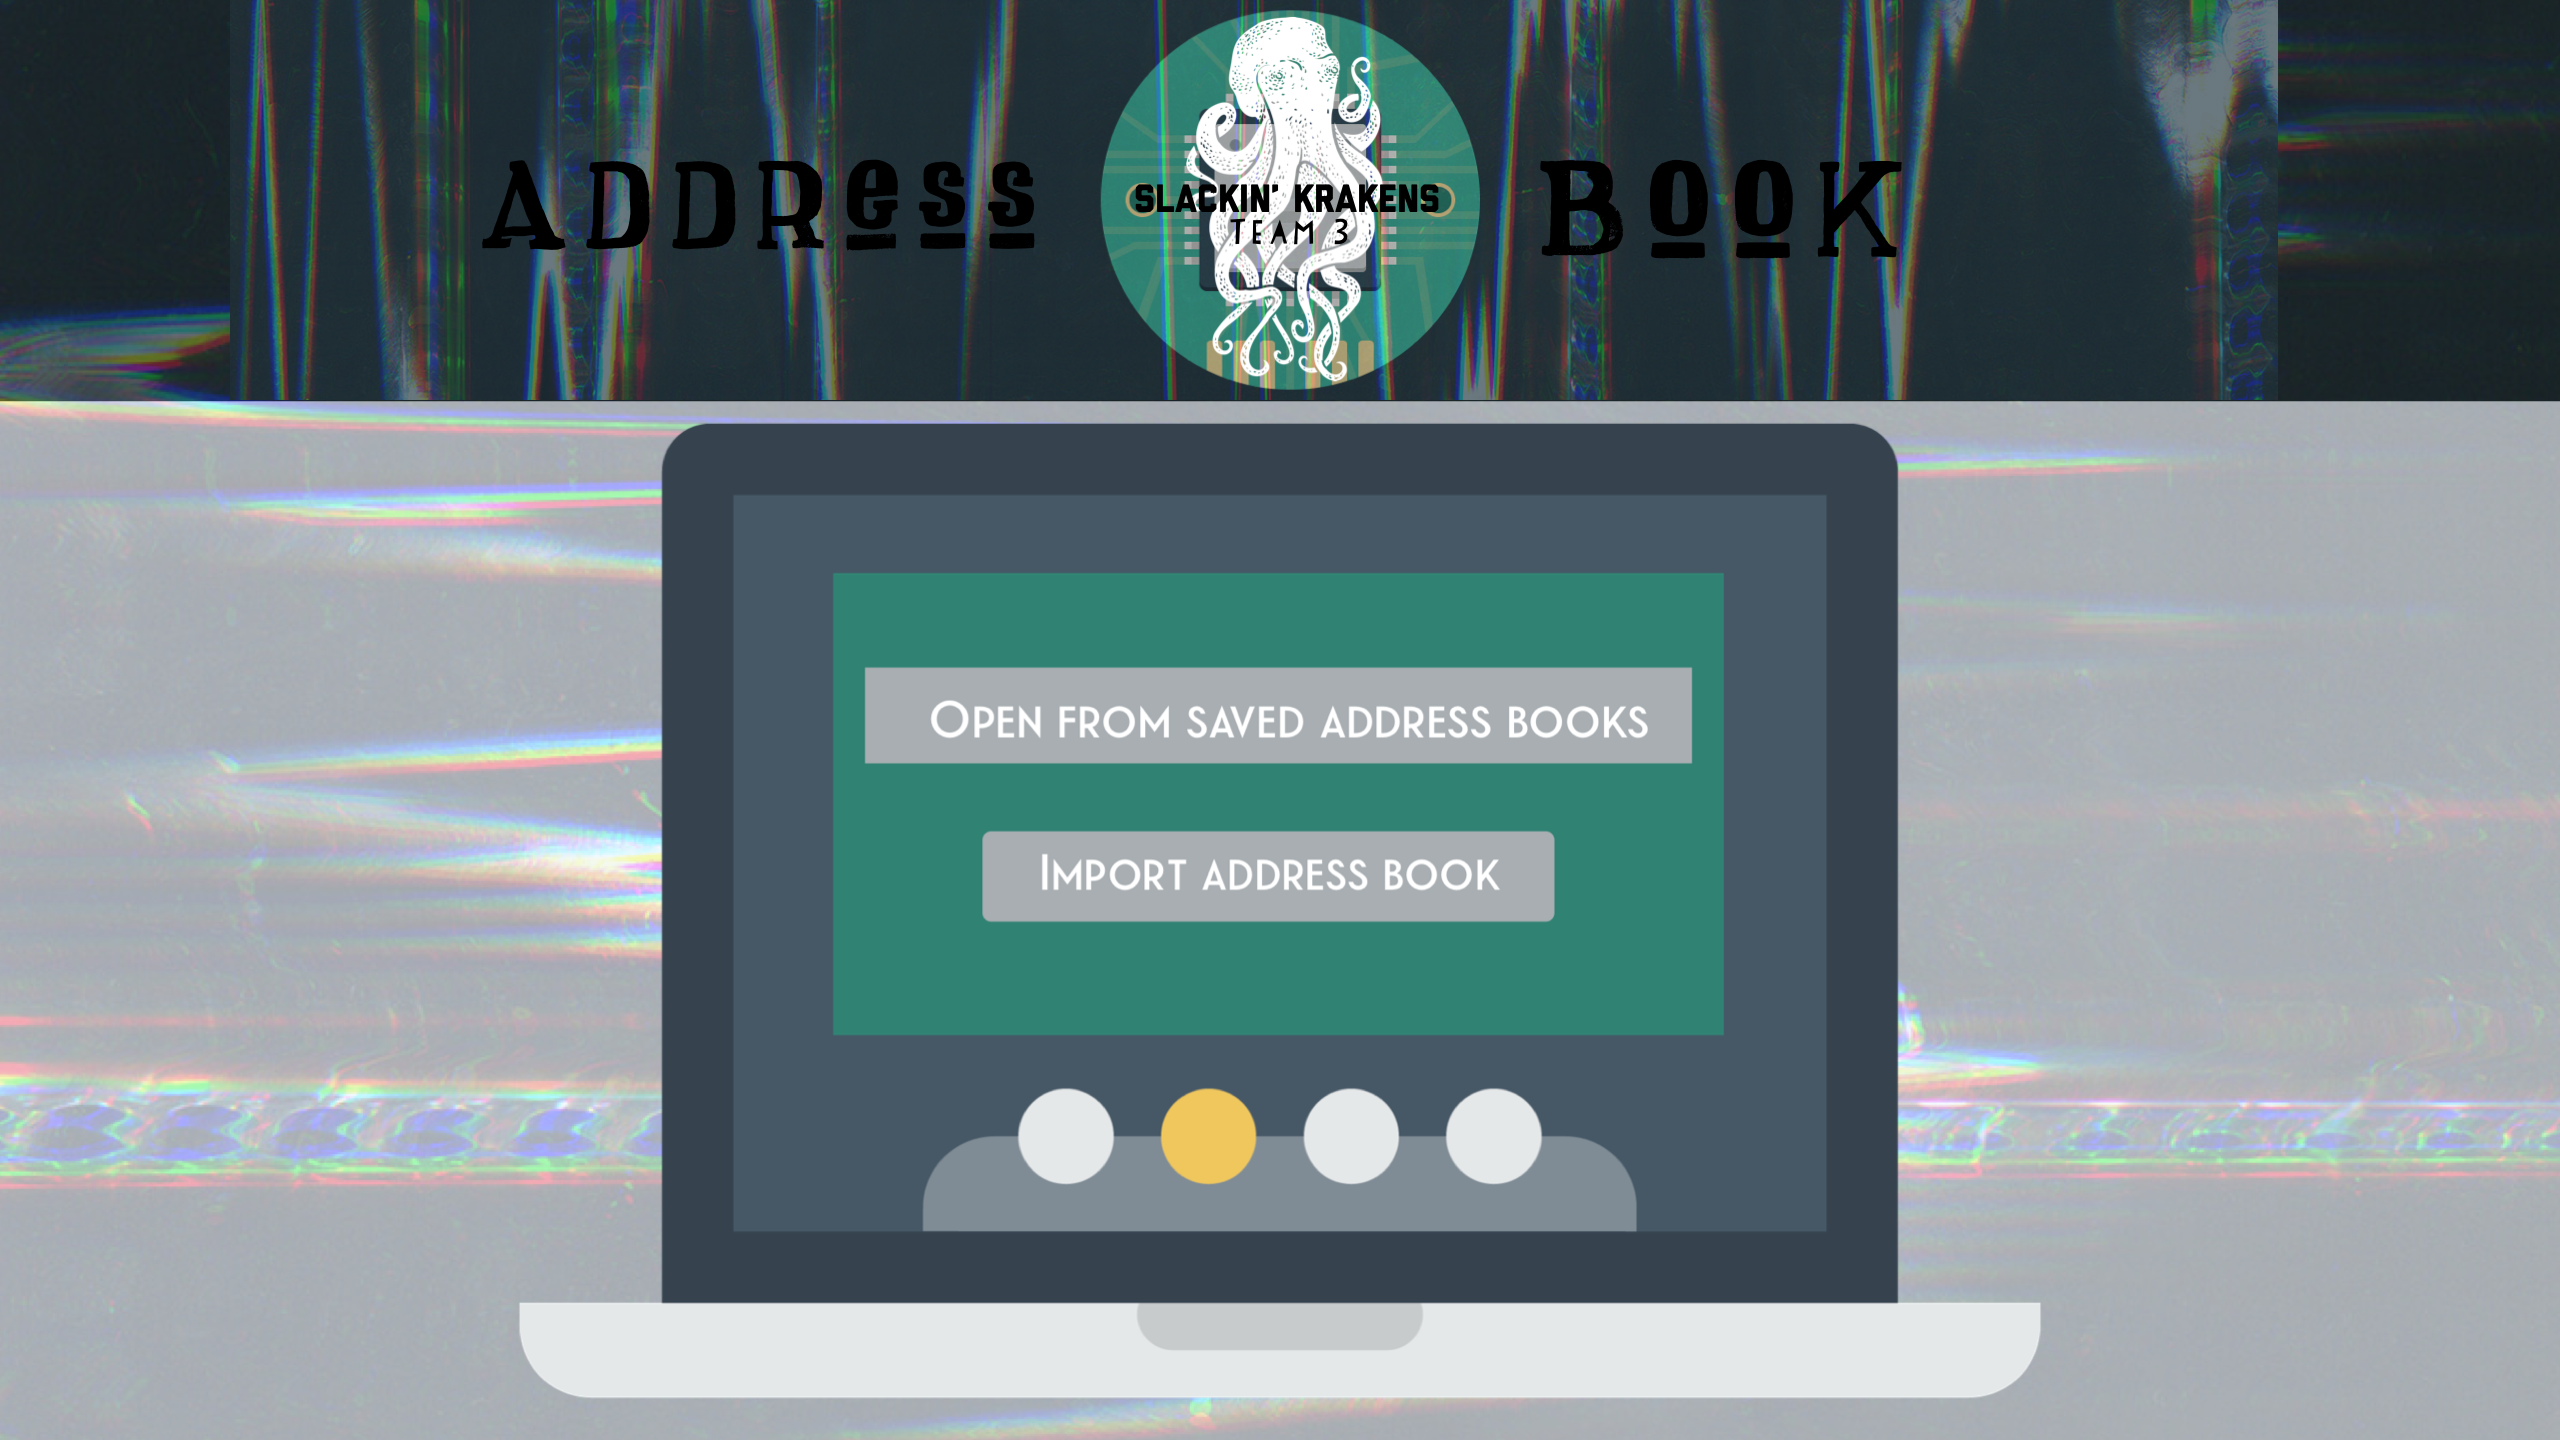 Address Book
SLACKIN' KRAKENS
TEAM 3
Open from saved address books
Import address book